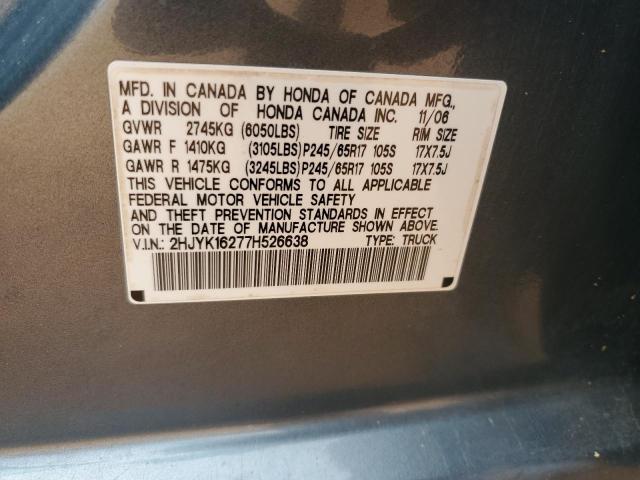 MFD. IN CANADA BY HONDA OF CANADA MFG.,
A DIVISION OF HONDA CANADA INC. 11/06
GVWR 2745KG (6050LBS) TIRE SIZE RIM SIZE
GAWR F 1410KG (3105LBS) P245/65R17 105S 17X7.5J
GAWR R 1475KG (3245LBS) P245/65R17 105S 17X7.5J
THIS VEHICLE CONFORMS TO ALL APPLICABLE
FEDERAL MOTOR VEHICLE SAFETY
AND THEFT PREVENTION STANDARDS IN EFFECT
ON THE DATE OF MANUFACTURE SHOWN ABOVE.
V.I.N.: 2HJYK16277H526638 TYPE: TRUCK